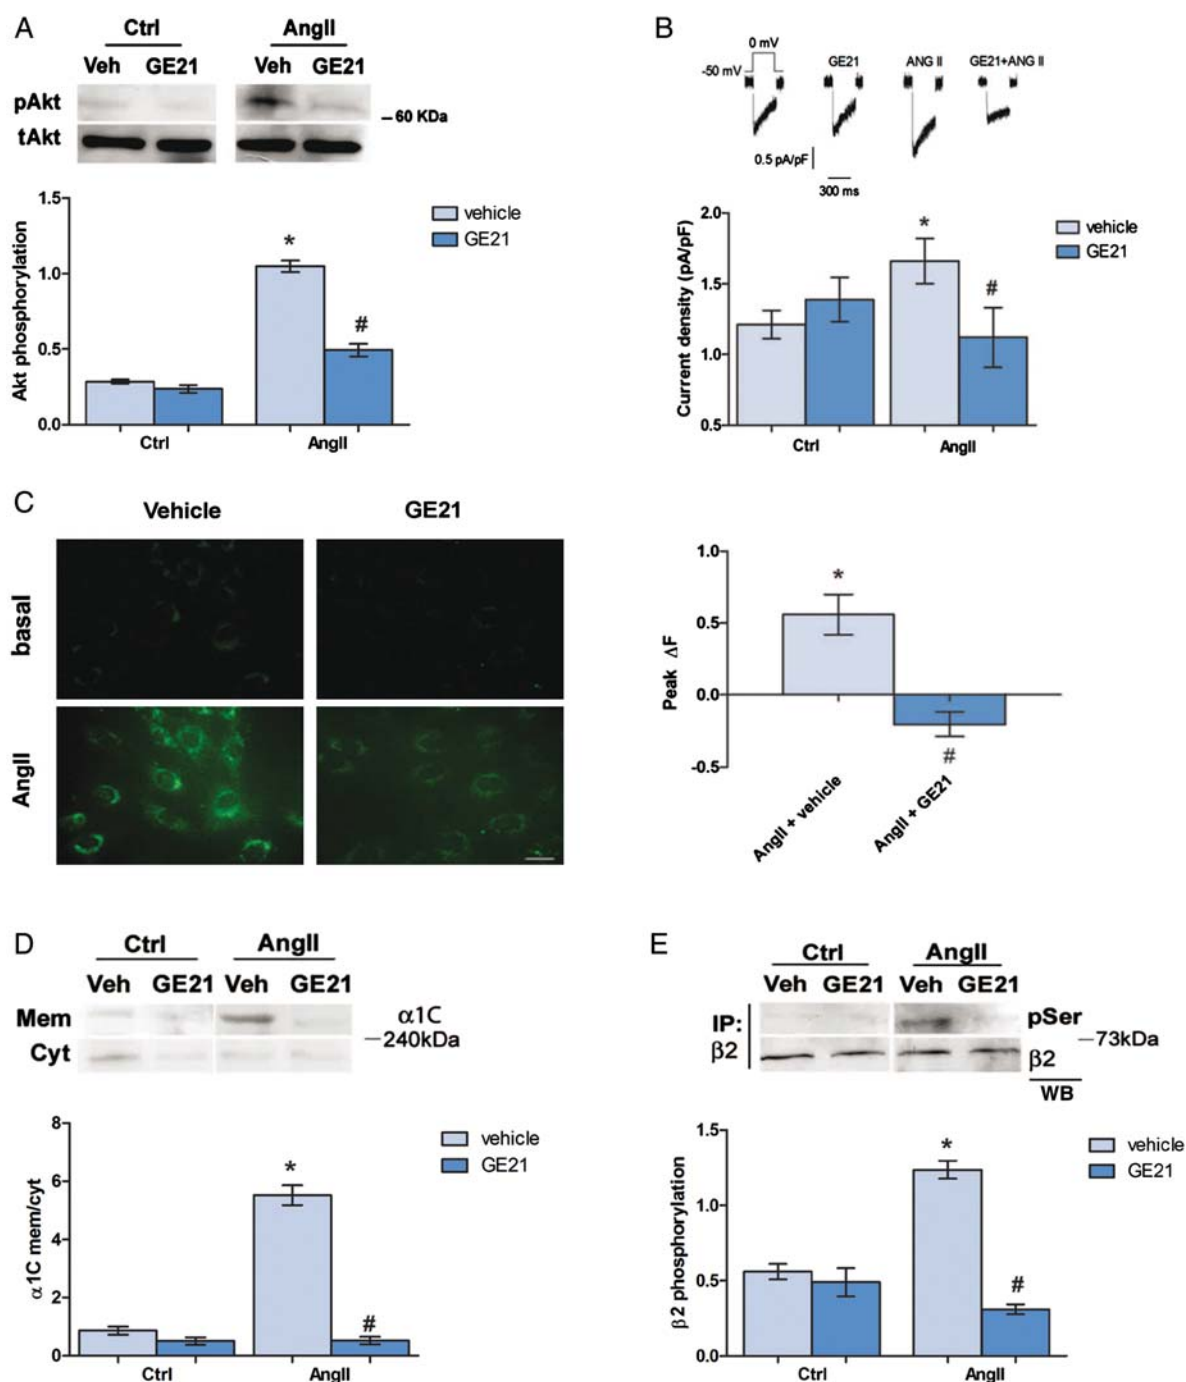 A
Ctrl AngII
Veh GE21 Veh GE21
pAkt
– 60 KDa
tAkt
1.5
1.0
0.5
0.0
Akt phosphorylation
*
#
vehicle
GE21
Ctrl AngII
B
0 mV
-50 mV
GE21 ANG II GE21+ANG II
0.5 pA/pF
300 ms
2.0
1.5
1.0
0.5
Current density (pA/pF)
*
#
vehicle
GE21
Ctrl AngII
C
Vehicle GE21
basal
AngII
1.0
0.5
0.0
-0.5
Peak ΔF
*
#
AngII + vehicle
AngII + GE21
D
Ctrl AngII
Veh GE21 Veh GE21
Mem α1C
–240kDa
Cyt
8
6
4
2
0
α1C mem/cyt
*
#
vehicle
GE21
Ctrl AngII
E
Ctrl AngII
Veh GE21 Veh GE21
IP: pSer
–73kDa
β2 β2
WB
1.5
1.0
0.5
0.0
β2 phosphorylation
*
#
vehicle
GE21
Ctrl AngII